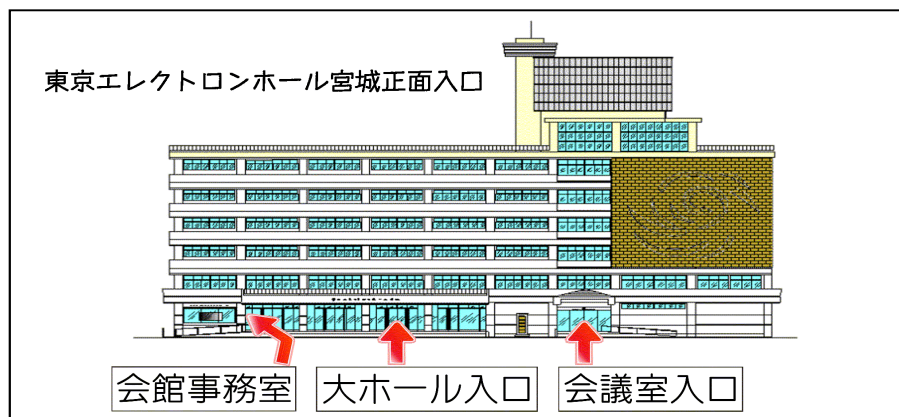 東京エレクトロンホール宮城正面入口
会館事務室
大ホール入口
会議室入口